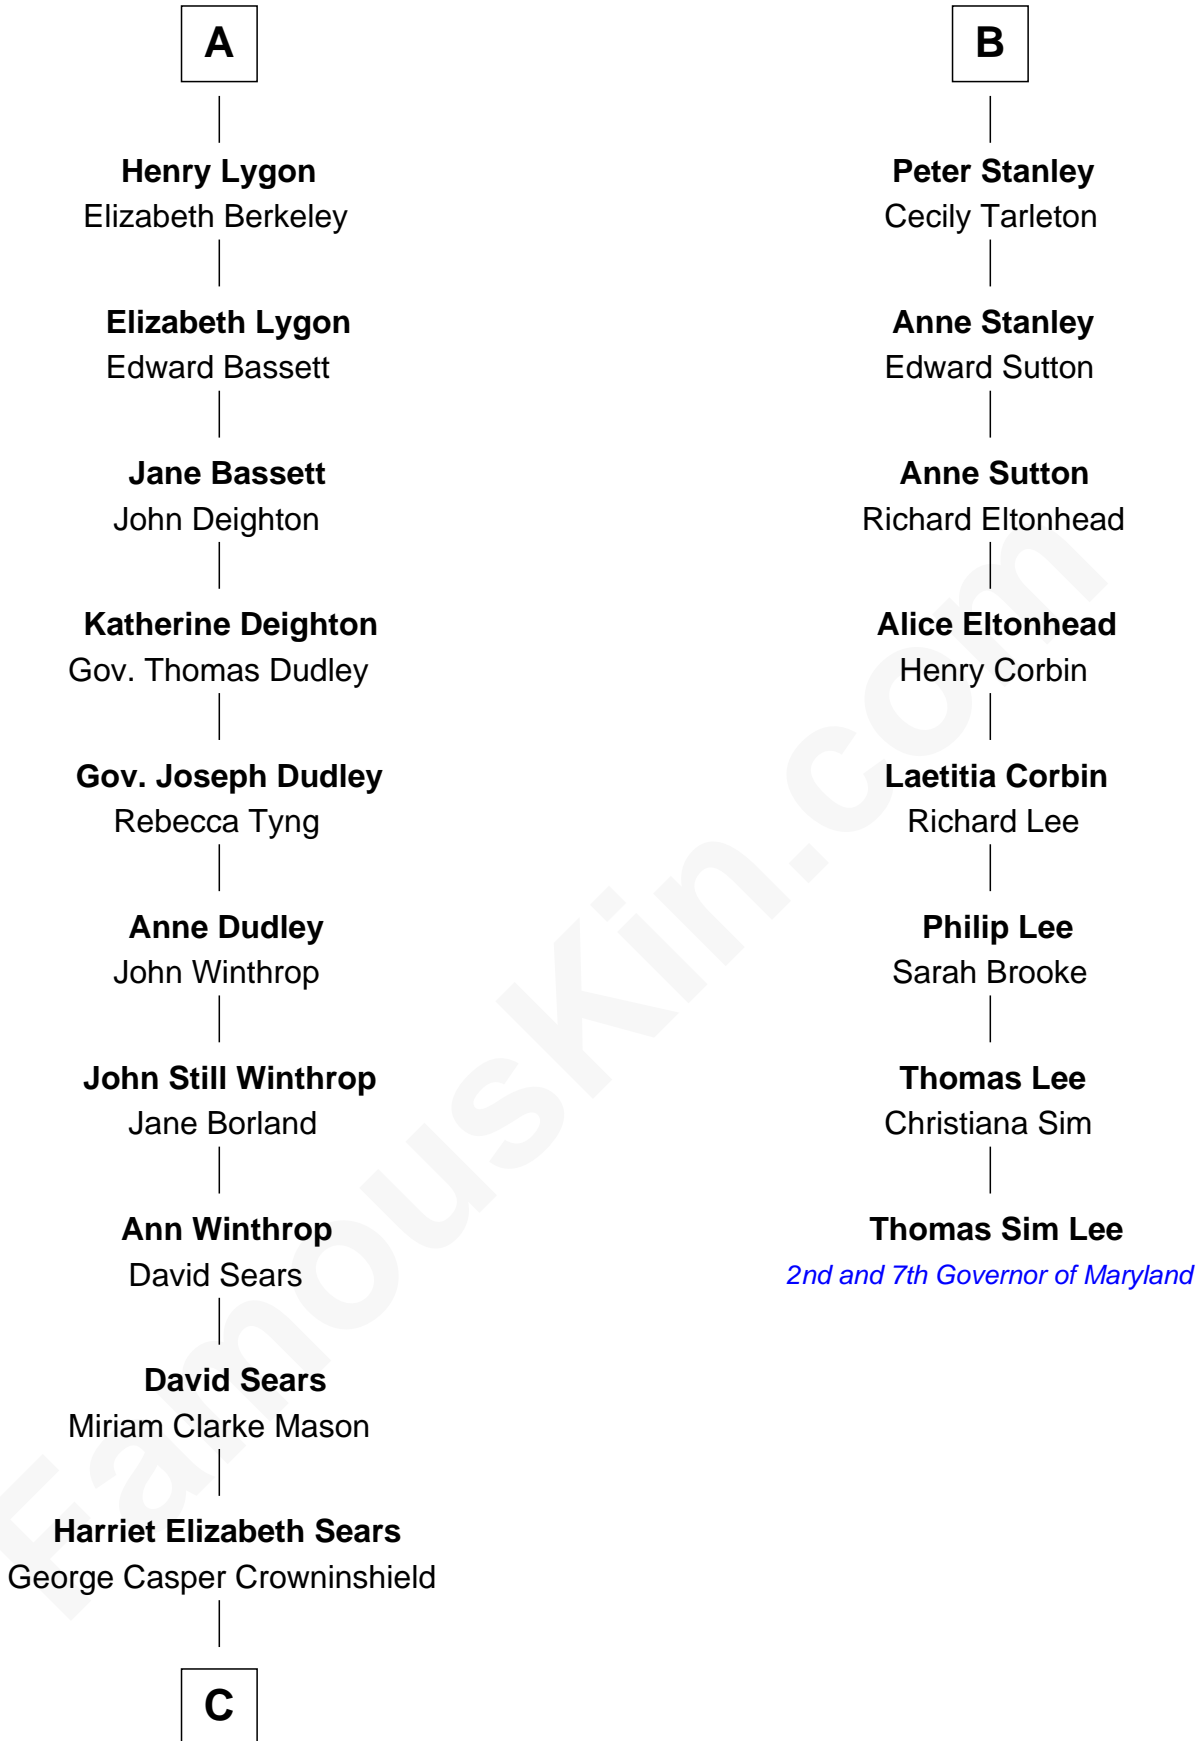 A
Henry Lygon
Elizabeth Berkeley
Elizabeth Lygon
Edward Bassett
Jane Bassett
John Deighton
Katherine Deighton
Gov. Thomas Dudley
Gov. Joseph Dudley
Rebecca Tyng
Anne Dudley
John Winthrop
John Still Winthrop
Jane Borland
Ann Winthrop
David Sears
David Sears
Miriam Clarke Mason
Harriet Elizabeth Sears
George Casper Crowninshield
C
B
Peter Stanley
Cecily Tarleton
Anne Stanley
Edward Sutton
Anne Sutton
Richard Eltonhead
Alice Eltonhead
Henry Corbin
Laetitia Corbin
Richard Lee
Philip Lee
Sarah Brooke
Thomas Lee
Christiana Sim
Thomas Sim Lee
2nd and 7th Governor of Maryland
FamousKin.com